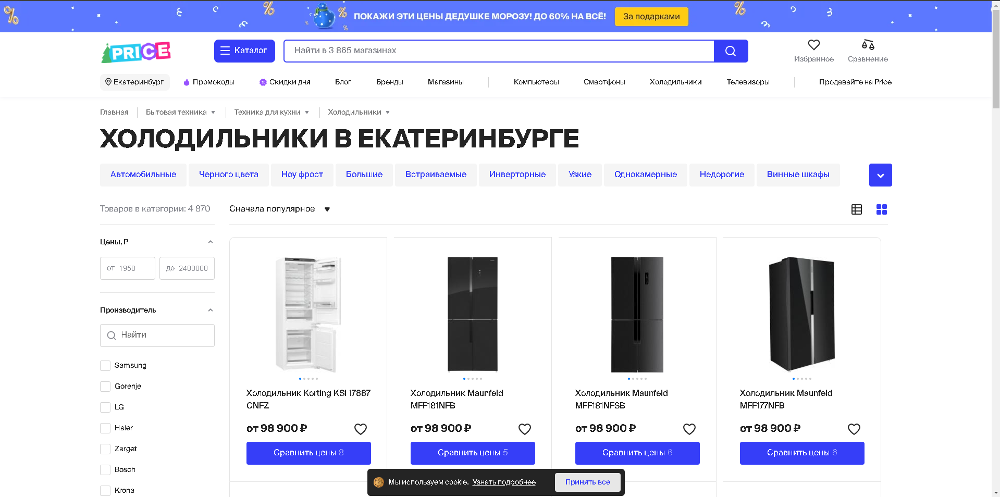 ПОКАЖИ ЭТИ ЦЕНЫ ДЕДУШКЕ МОРОЗУ! ДО 60% НА ВСЁ!
За подарками
PRICE
Каталог
Найти в 3 865 магазинах
Избранное
Сравнение
Екатеринбург
Промокоды
Скидки дня
Блог
Бренды
Магазины
Компьютеры
Смартфоны
Холодильники
Телевизоры
Продавайте на Price
Главная
Бытовая техника
Техника для кухни
Холодильники
ХОЛОДИЛЬНИКИ В ЕКАТЕРИНБУРГЕ
Автомобильные
Черного цвета
Ноу фрост
Большие
Встраиваемые
Инверторные
Узкие
Однокамерные
Недорогие
Винные шкафы
Товаров в категории: 4 870
Сначала популярное
Цены, ₽
от 1950
до 2480000
Производитель
Найти
Samsung
Gorenje
LG
Haier
Zarget
Bosch
Krona
Холодильник Korting KSI 17887
CNFZ
от 98 900 ₽
Сравнить цены 8
Холодильник Maunfeld
MFF181NFB
от 98 900 ₽
Сравнить цены 5
Холодильник Maunfeld
MFF181NFSB
от 98 900 ₽
Сравнить цены 6
Холодильник Maunfeld
MFF177NFB
от 98 900 ₽
Сравнить цены 6
Мы используем cookie. Узнать подробнее
Принять все